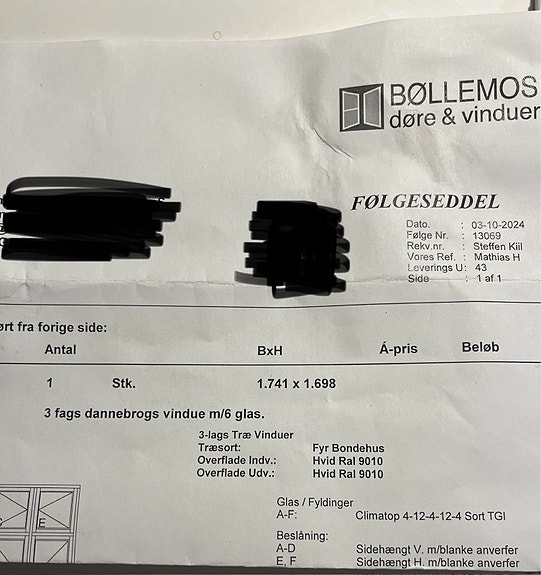 BØLLEMOS
døre & vinduer
FØLGESEDDEL
Dato. : 03-10-2024
Følge Nr. : 13069
Rekv.nr. : Steffen Kiil
Vores Ref. : Mathias H
Leverings U : 43
Side : 1 af 1
ørt fra forige side:
Antal BxH Á-pris Beløb
1 Stk. 1.741 x 1.698
3 fags dannebrogs vindue m/6 glas.
3-lags Træ Vinduer
Træsort: Fyr Bondehus
Overflade Indv.: Hvid Ral 9010
Overflade Udv.: Hvid Ral 9010
Glas / Fyldinger
A-F: Climatop 4-12-4-12-4 Sort TGI
Beslåning:
A-D Sidehængt V. m/blanke anverfer
E, F Sidehængt H. m/blanke anverfer
E